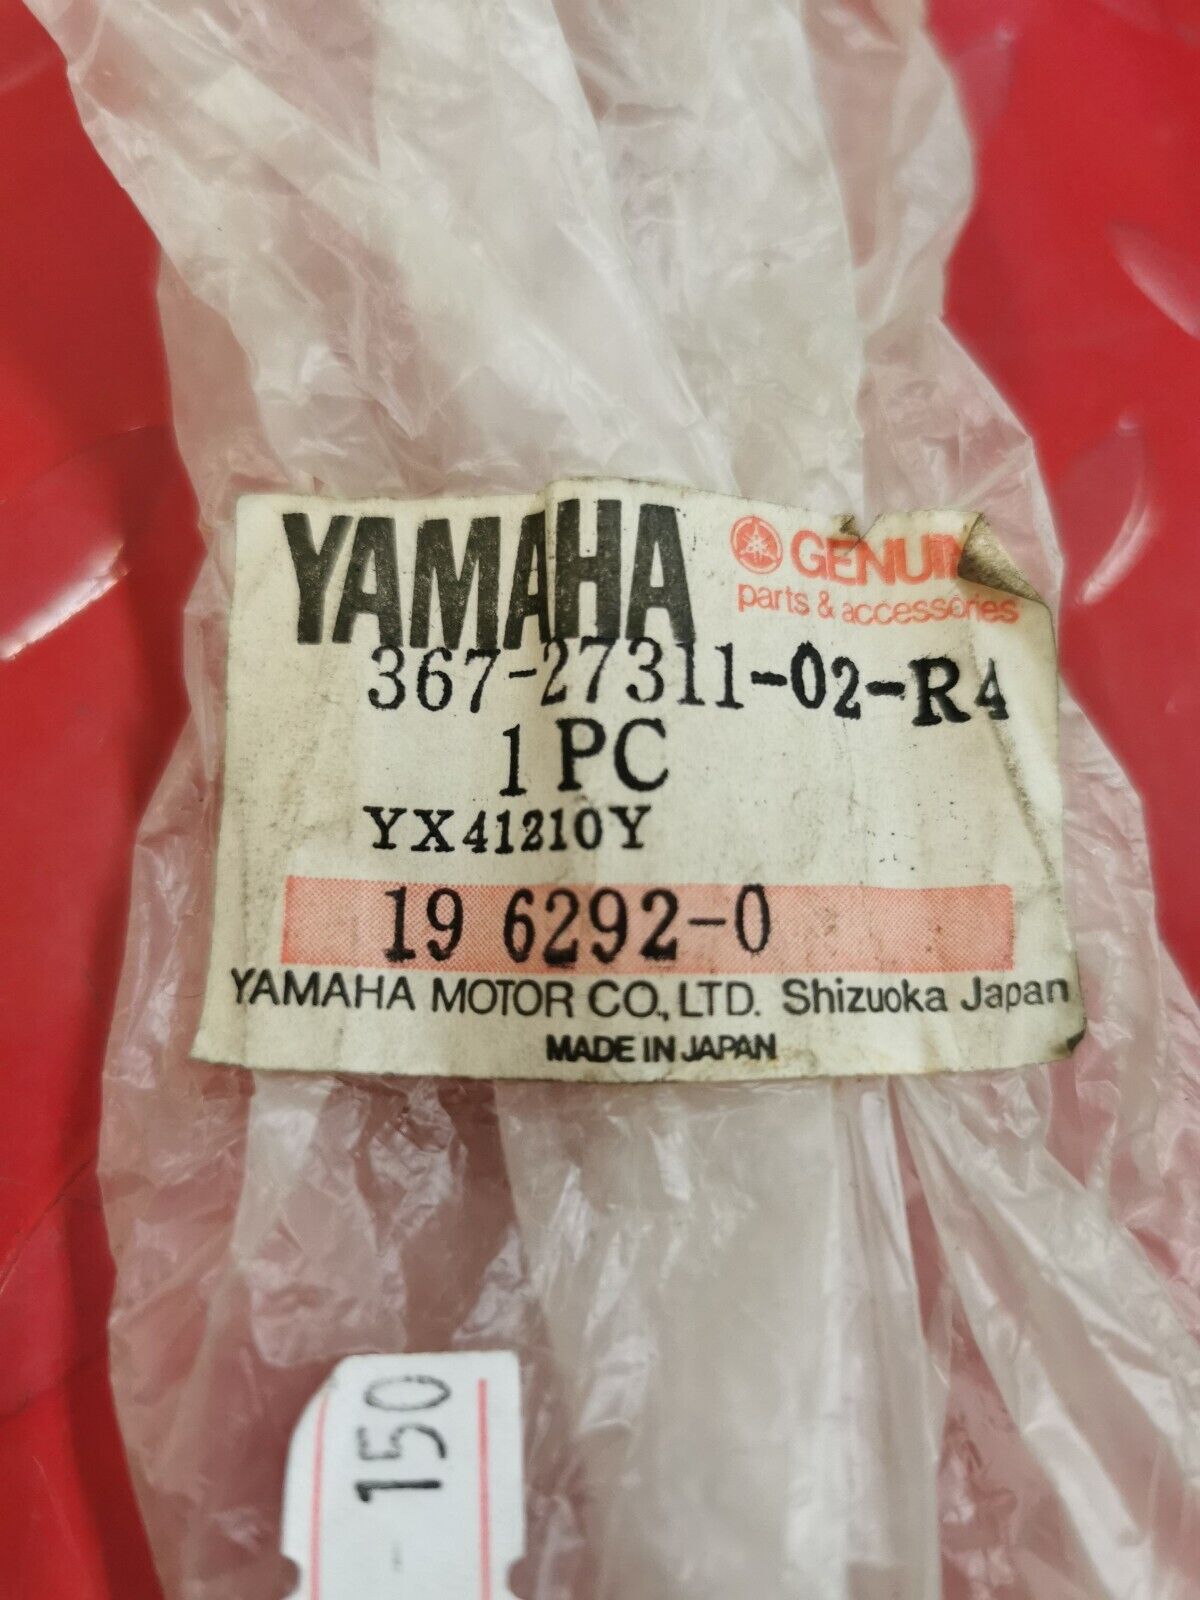 YAMAHA
GENUIN
parts & accessories
367-27311-02-R4
1 PC
YX41210Y
19 6292-0
YAMAHA MOTOR CO., LTD. Shizuoka Japan
MADE IN JAPAN
-150